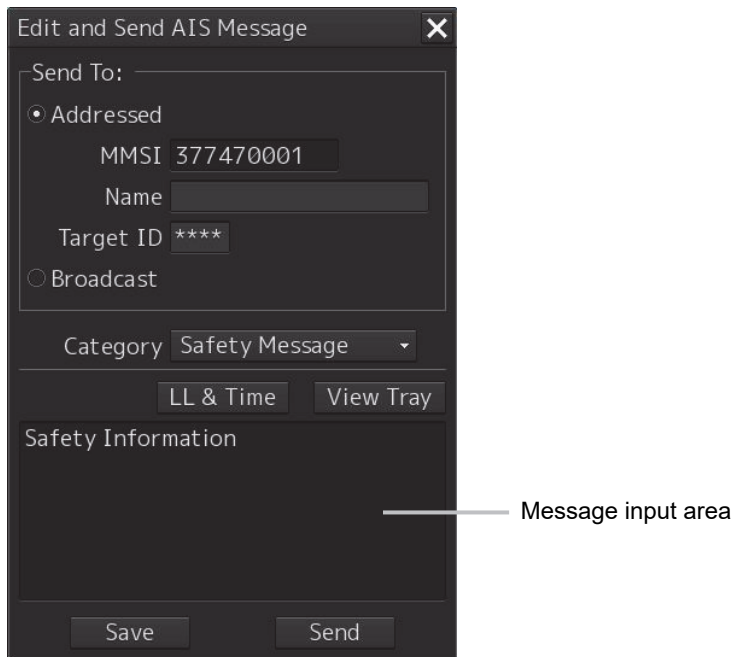 Edit and Send AIS Message
Send To:
Addressed
MMSI 377470001
Name
Target ID ****
Broadcast
Category Safety Message
LL & Time View Tray
Safety Information
Message input area
Save Send